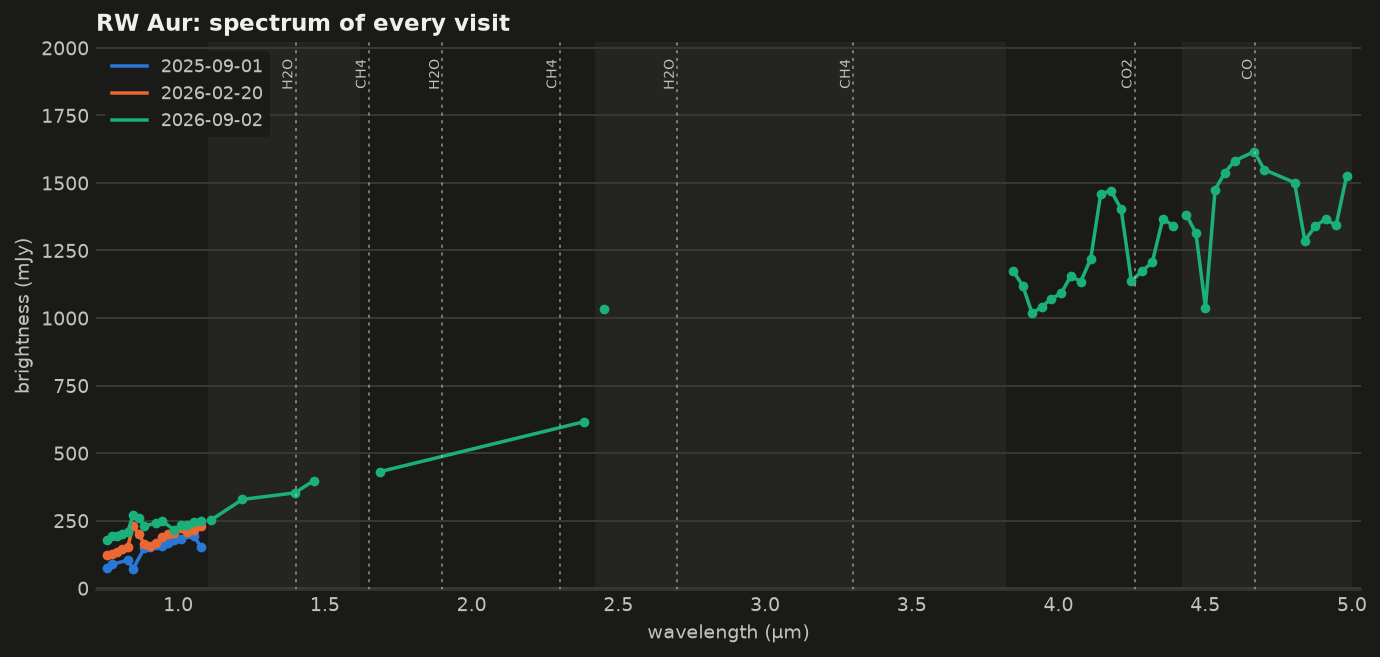 RW Aur: spectrum of every visit
2025-09-01
2026-02-20
2026-09-02
H2O
CH4
H2O
CH4
H2O
CH4
CO2
CO
2000
1750
1500
1250
1000
750
500
250
0
brightness (mJy)
1.0 1.5 2.0 2.5 3.0 3.5 4.0 4.5 5.0
wavelength (µm)